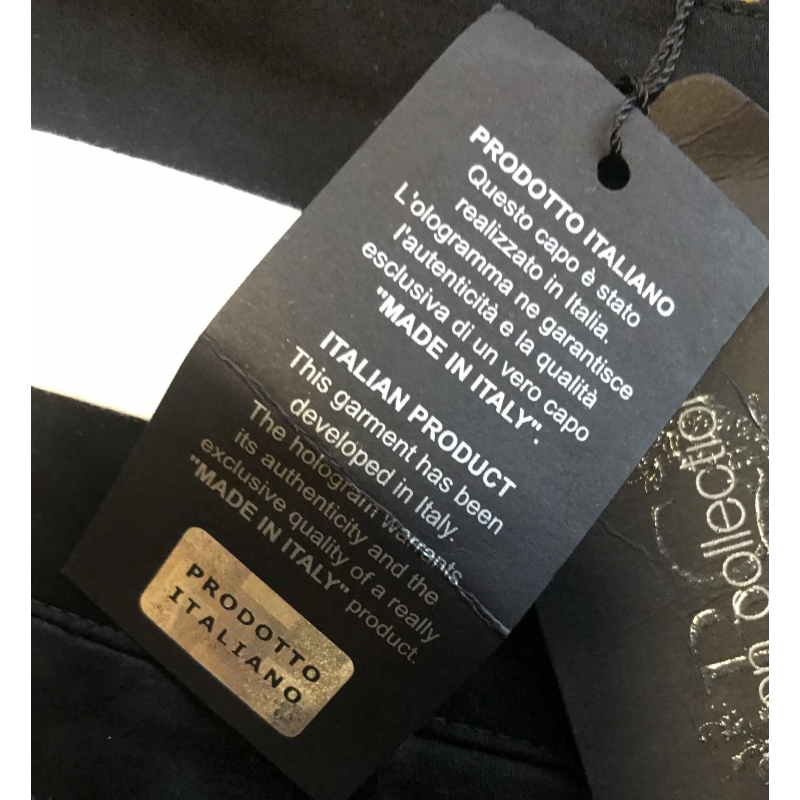 PRODOTTO ITALIANO
Questo capo è stato
realizzato in Italia.
L'ologramma ne garantisce
l'autenticità e la qualità
esclusiva di un vero capo
"MADE IN ITALY".
ITALIAN PRODUCT
This garment has been
developed in Italy.
The hologram warrants
its authenticity and the
exclusive quality of a really
"MADE IN ITALY" product.
PRODOTTO
ITALIANO